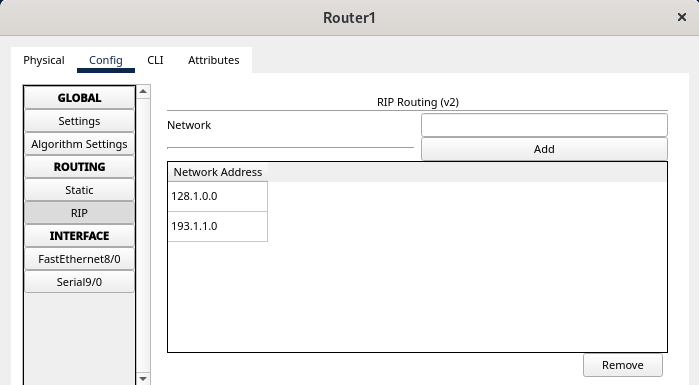 Router1
Physical Config CLI Attributes
GLOBAL
Settings
Algorithm Settings
ROUTING
Static
RIP
INTERFACE
FastEthernet8/0
Serial9/0
RIP Routing (v2)
Network
Add
Network Address
128.1.0.0
193.1.1.0
Remove